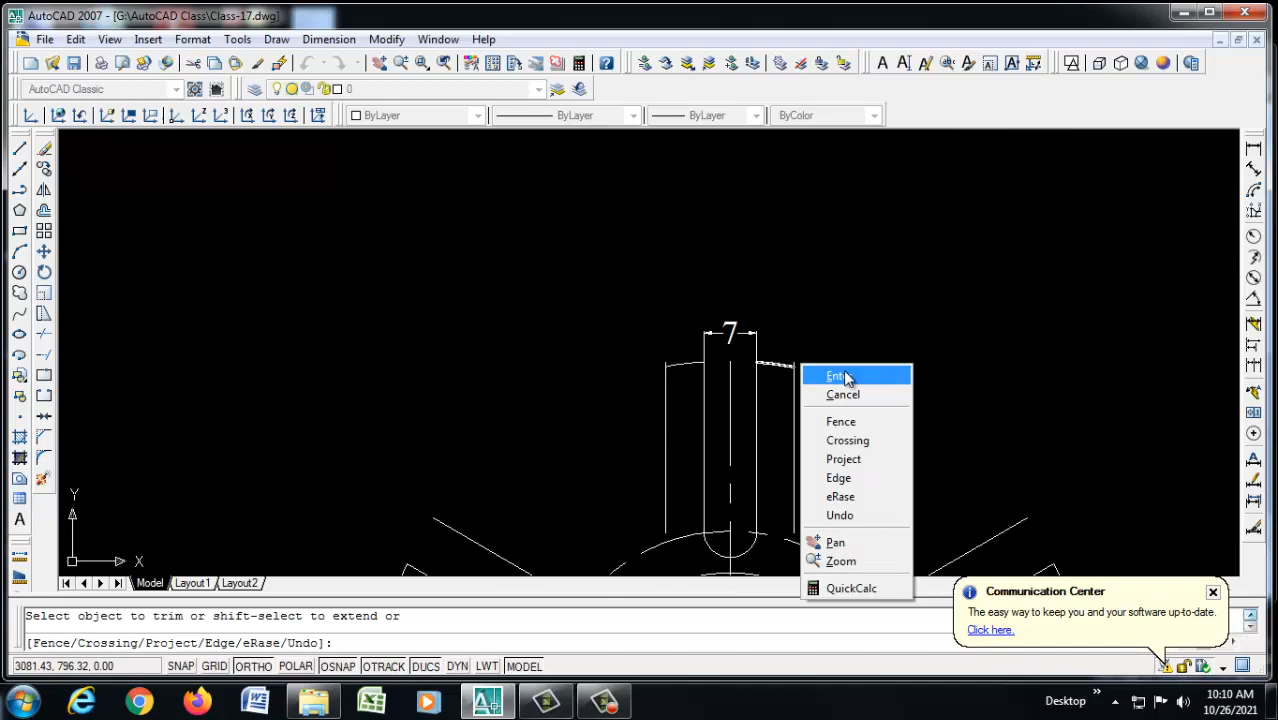 AutoCAD 2007 - [G:\AutoCAD Class\Class-17.dwg]
File Edit View Insert Format Tools Draw Dimension Modify Window Help
AutoCAD Classic 0
ByLayer ByLayer ByLayer ByColor
7
Cancel
Fence
Crossing
Project
Edge
eRase
Undo
Pan
Zoom
QuickCalc
Y
X
Model Layout1 Layout2
Communication Center
The easy way to keep you and your software up-to-date.
Click here.
Select object to trim or shift-select to extend or
[Fence/Crossing/Project/Edge/eRase/Undo]:
3081.43, 796.32, 0.00 SNAP GRID ORTHO POLAR OSNAP OTRACK DUCS DYN LWT MODEL
Desktop
10:10 AM
10/26/2021